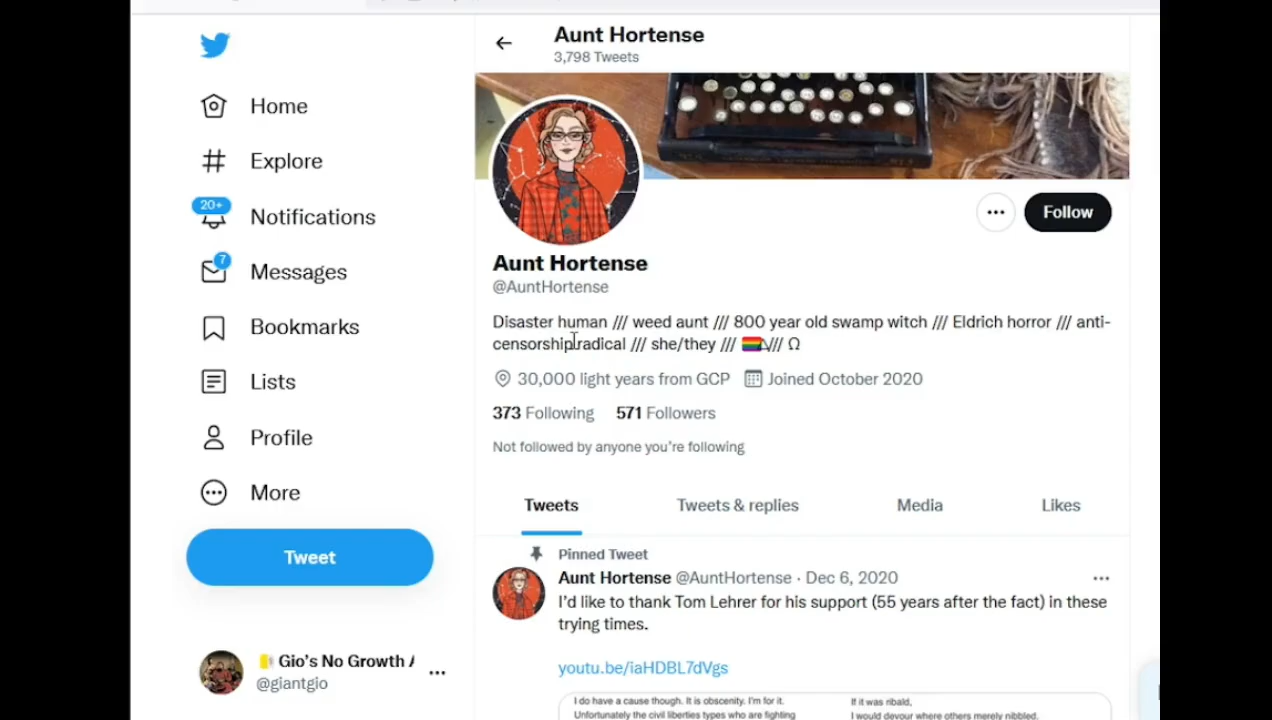 Aunt Hortense
3,798 Tweets
Home
Explore
20+
Notifications
7
Messages
Bookmarks
Lists
Profile
More
Tweet
Gio's No Growth
@giantgio
Follow
Aunt Hortense
@AuntHortense
Disaster human /// weed aunt /// 800 year old swamp witch /// Eldrich horror /// anti-
censorship radical /// she/they /// 🏳️‍🌈 /// Ω
30,000 light years from GCP Joined October 2020
373 Following 571 Followers
Not followed by anyone you're following
Tweets Tweets & replies Media Likes
Pinned Tweet
Aunt Hortense @AuntHortense · Dec 6, 2020
I'd like to thank Tom Lehrer for his support (55 years after the fact) in these
trying times.
youtu.be/iaHDBL7dVgs
I do have a cause though. It is obscenity. I'm for it.
Unfortunately the civil liberties types who are fighting
If it was ribald,
I would devour where others merely nibbled.